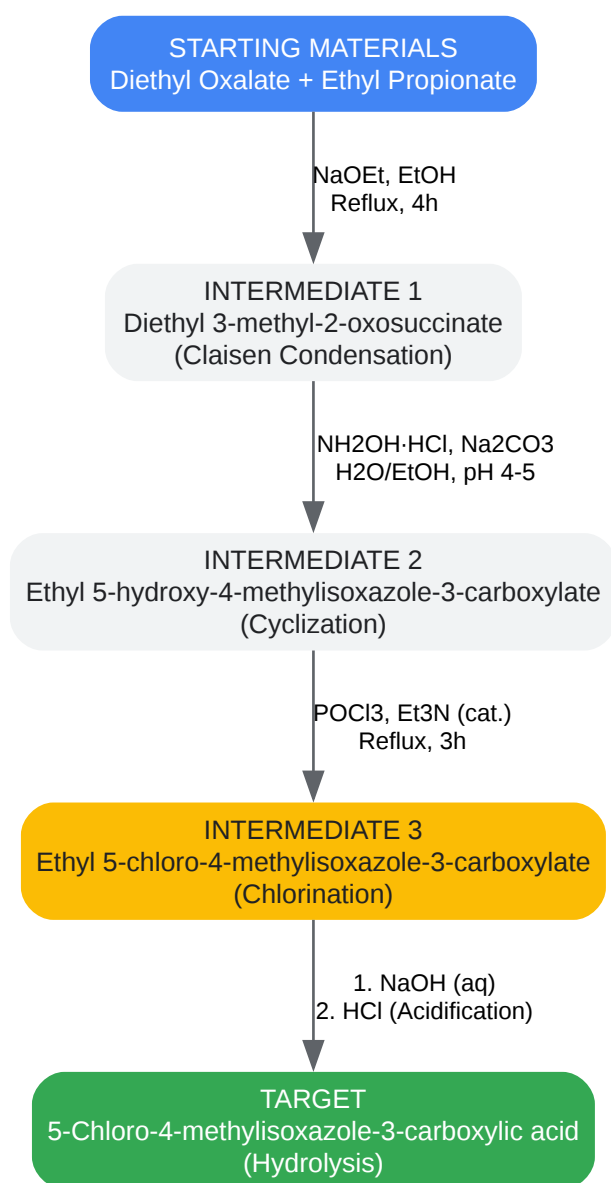 STARTING MATERIALS
Diethyl Oxalate + Ethyl Propionate
NaOEt, EtOH
Reflux, 4h
INTERMEDIATE 1
Diethyl 3-methyl-2-oxosuccinate
(Claisen Condensation)
NH2OH·HCl, Na2CO3
H2O/EtOH, pH 4-5
INTERMEDIATE 2
Ethyl 5-hydroxy-4-methylisoxazole-3-carboxylate
(Cyclization)
POCl3, Et3N (cat.)
Reflux, 3h
INTERMEDIATE 3
Ethyl 5-chloro-4-methylisoxazole-3-carboxylate
(Chlorination)
1. NaOH (aq)
2. HCl (Acidification)
TARGET
5-Chloro-4-methylisoxazole-3-carboxylic acid
(Hydrolysis)